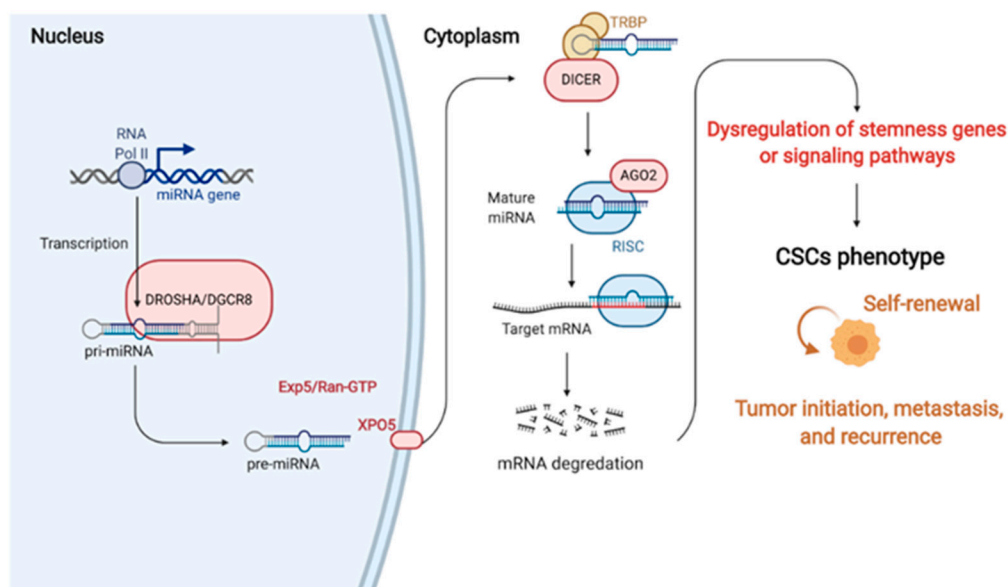 Nucleus
RNA
Pol II
miRNA gene
Transcription
DROSHA/DGCR8
pri-miRNA
Exp5/Ran-GTP
XPO5
pre-miRNA
Cytoplasm
TRBP
DICER
AGO2
Mature
miRNA
RISC
Target mRNA
mRNA degredation
Dysregulation of stemness genes
or signaling pathways
CSCs phenotype
Self-renewal
Tumor initiation, metastasis,
and recurrence